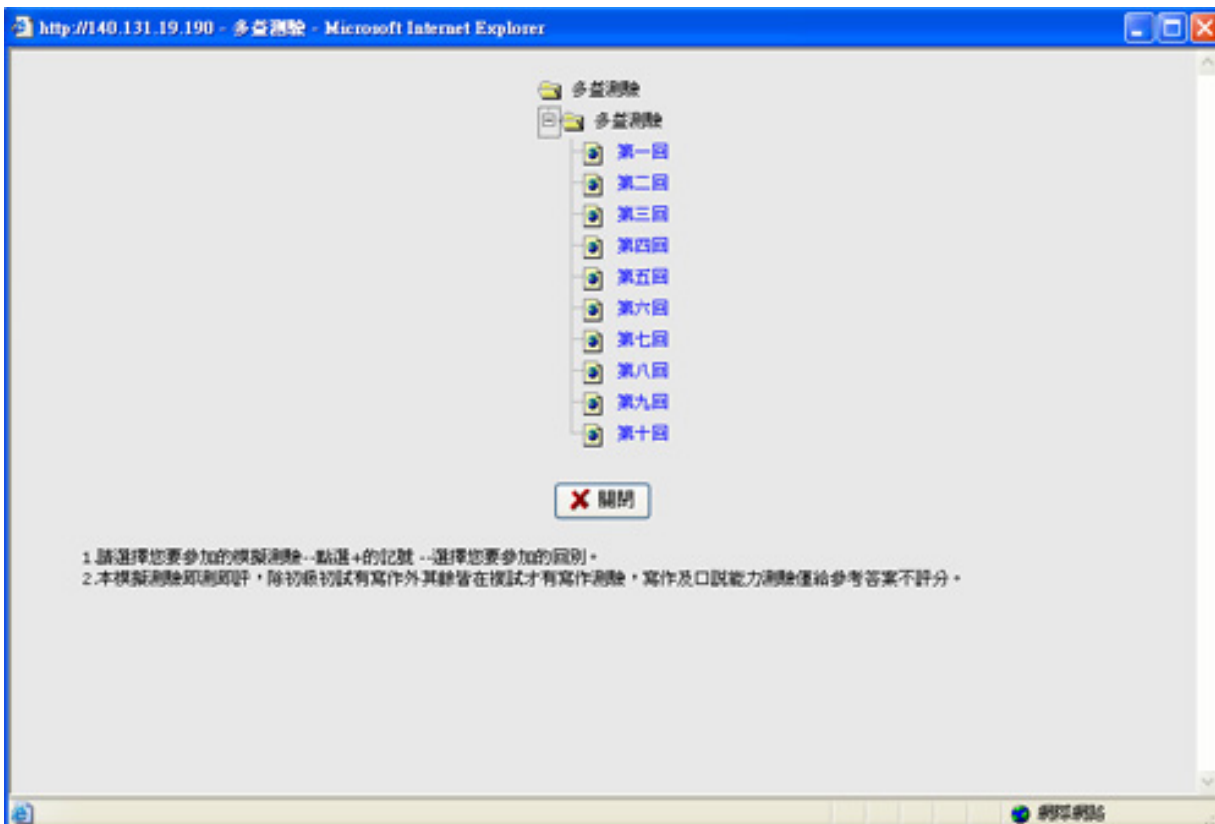 http://140.131.19.190 - 多益測驗 - Microsoft Internet Explorer
多益測驗
多益測驗
第一回
第二回
第三回
第四回
第五回
第六回
第七回
第八回
第九回
第十回
關閉
1.請選擇您要參加的模擬測驗--點選+的記號 --選擇您要參加的回別。
2.本模擬測驗即測即評，除初級初試有寫作外其餘皆在複試才有寫作測驗，寫作及口說能力測驗僅給參考答案不評分。
網際網路